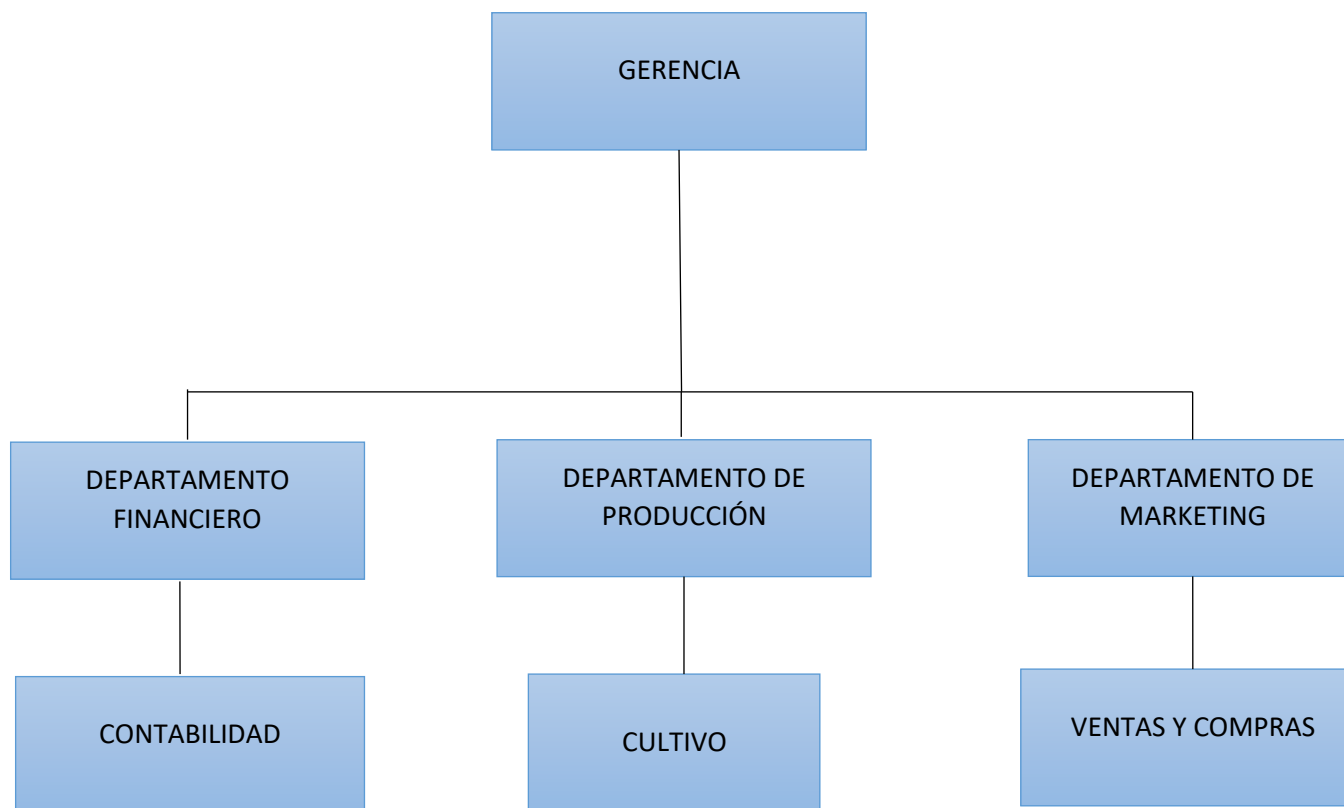 GERENCIA
DEPARTAMENTO
FINANCIERO
DEPARTAMENTO DE
PRODUCCIÓN
DEPARTAMENTO DE
MARKETING
CONTABILIDAD
CULTIVO
VENTAS Y COMPRAS